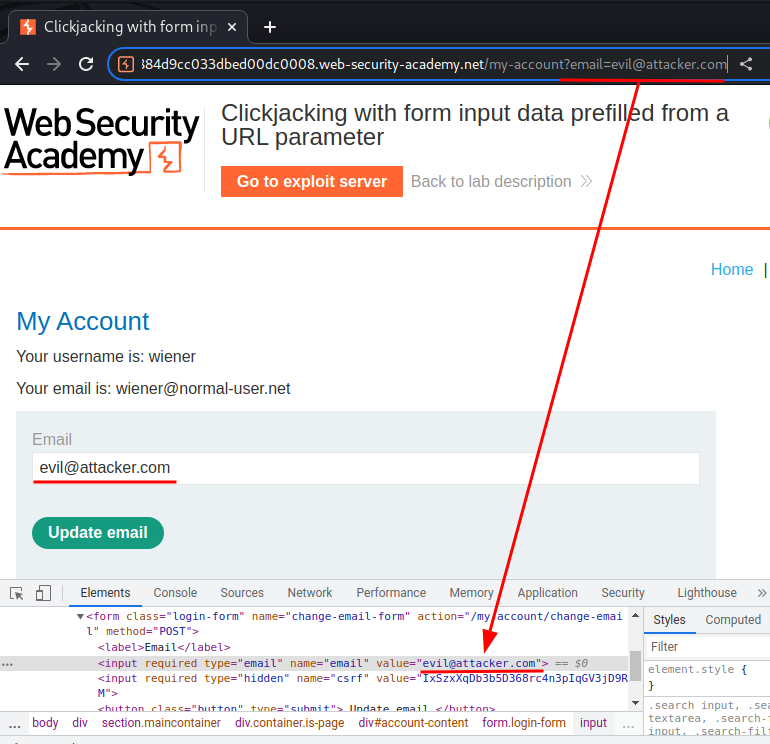 Clickjacking with form inp
384d9cc033dbed00dc0008.web-security-academy.net/my-account?email=evil@attacker.com
WebSecurity
Academy
Clickjacking with form input data prefilled from a
URL parameter
Go to exploit server
Back to lab description
Home |
My Account
Your username is: wiener
Your email is: wiener@normal-user.net
Email
evil@attacker.com
Update email
Elements Console Sources Network Performance Memory Application Security Lighthouse »
▼<form class="login-form" name="change-email-form" action="/my-account/change-emai
l" method="POST">
<label>Email</label>
<input required type="email" name="email" value="evil@attacker.com"> == $0
<input required type="hidden" name="csrf" value="IxSzxXqDb3b5D368rc4n3pIqGV3jD9R
M">
<button class="button" type="submit"> Update email </button>
... body div section.maincontainer div.container.is-page div#account-content form.login-form input ...
Styles Computed
Filter
element.style {
}
.search input, .se
textarea, .search-t
input, .search-filt